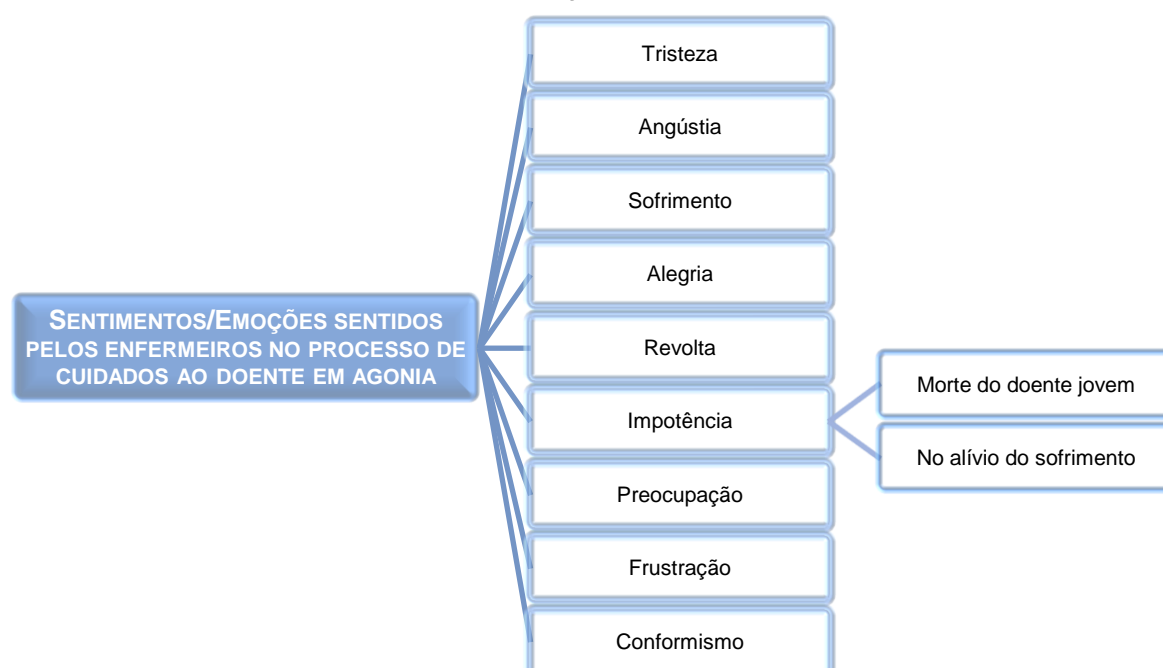 Tristeza
Angústia
Sofrimento
Alegria
SENTIMENTOS/EMOÇÕES SENTIDOS
PELOS ENFERMEIROS NO PROCESSO DE
CUIDADOS AO DOENTE EM AGONIA
Revolta
Impotência
Morte do doente jovem
No alívio do sofrimento
Preocupação
Frustração
Conformismo